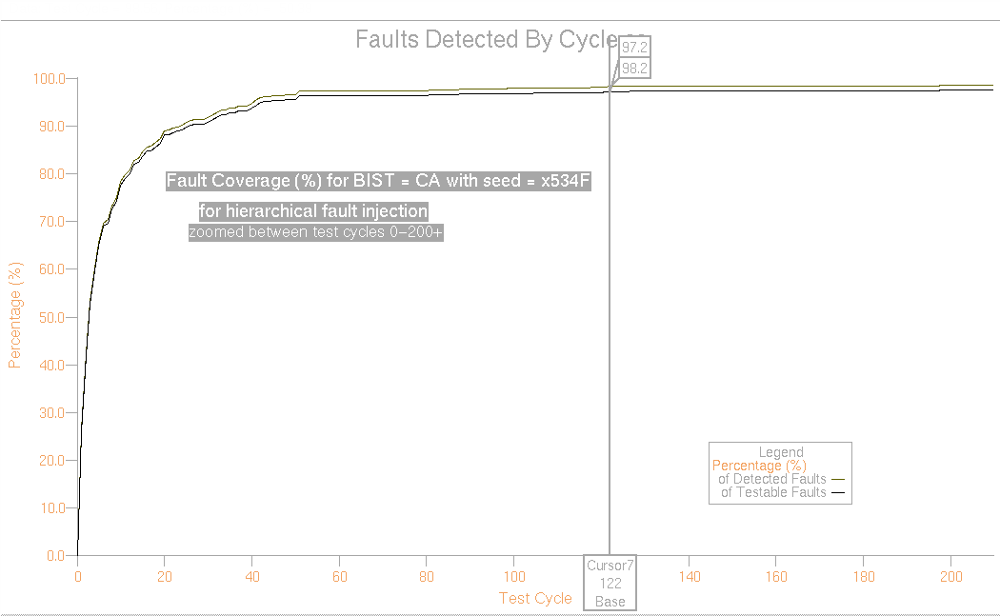 Faults Detected By Cycle
97.2
98.2
100.0
90.0
80.0
70.0
60.0
50.0
40.0
30.0
20.0
10.0
0.0
Percentage (%)
Fault Coverage (%) for BIST = CA with seed = x534F
for hierarchical fault injection
zoomed between test cycles 0-200+
Legend
Percentage (%)
of Detected Faults
of Testable Faults
0 20 40 60 80 100 140 160 180 200
Cursor7
122
Base
Test Cycle